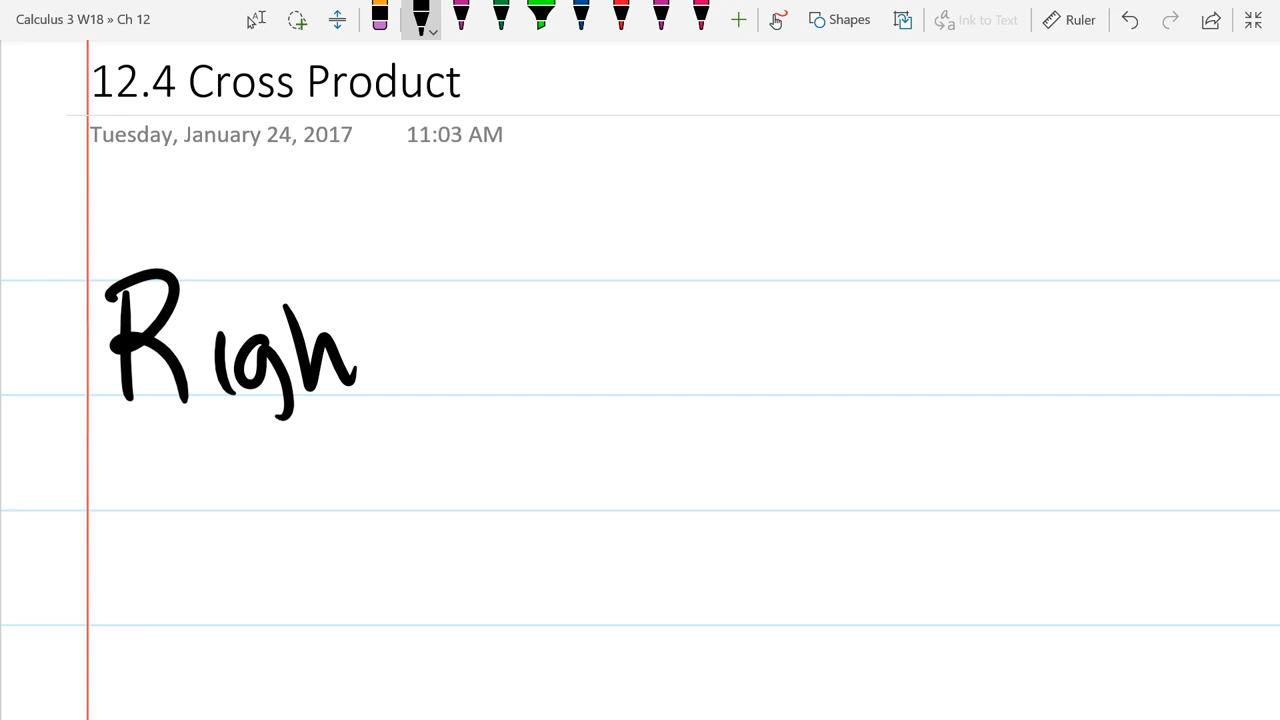 Calculus 3 W18 » Ch 12
Shapes
Ink to Text
Ruler
12.4 Cross Product
Tuesday, January 24, 2017 11:03 AM
Righ